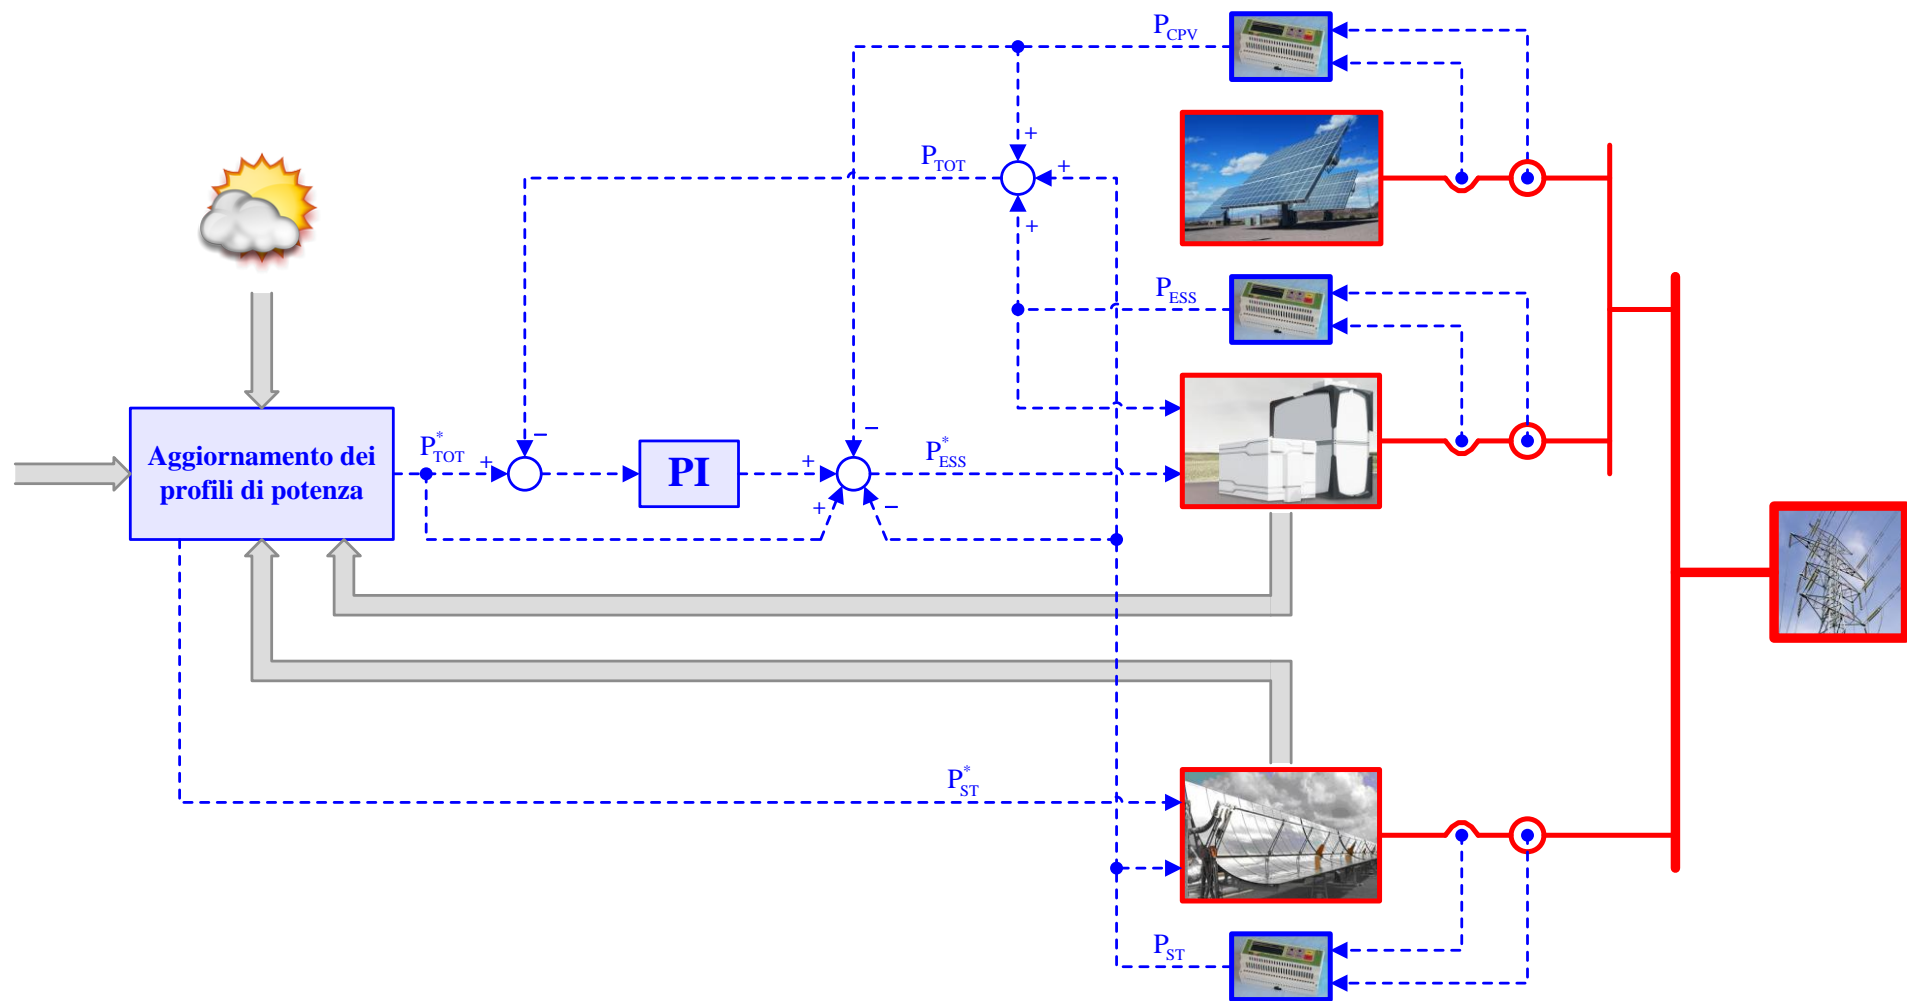 P_CPV
+
P_TOT
+
+
P_ESS
Aggiornamento dei
profili di potenza
P*_TOT
+
−
PI
+
−
P*_ESS
+
−
P*_ST
P_ST